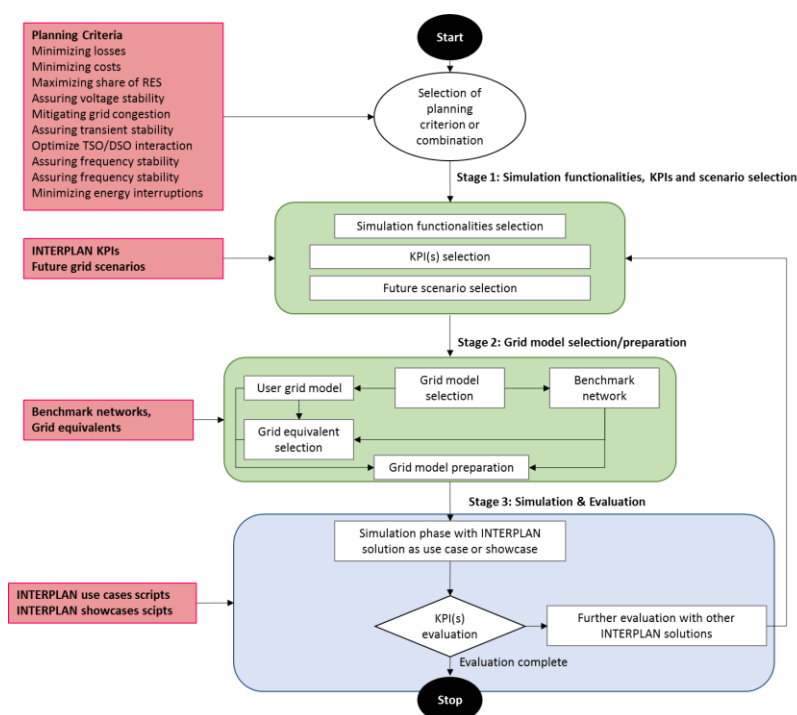 Planning Criteria
Minimizing losses
Minimizing costs
Maximizing share of RES
Assuring voltage stability
Mitigating grid congestion
Assuring transient stability
Optimize TSO/DSO interaction
Assuring frequency stability
Assuring frequency stability
Minimizing energy interruptions
Start
Selection of
planning
criterion or
combination
Stage 1: Simulation functionalities, KPIs and scenario selection
INTERPLAN KPIs
Future grid scenarios
Simulation functionalities selection
KPI(s) selection
Future scenario selection
Stage 2: Grid model selection/preparation
Benchmark networks,
Grid equivalents
User grid model
Grid model
selection
Benchmark
network
Grid equivalent
selection
Grid model preparation
Stage 3: Simulation & Evaluation
INTERPLAN use cases scripts
INTERPLAN showcases scipts
Simulation phase with INTERPLAN
solution as use case or showcase
KPI(s)
evaluation
Further evaluation with other
INTERPLAN solutions
Evaluation complete
Stop